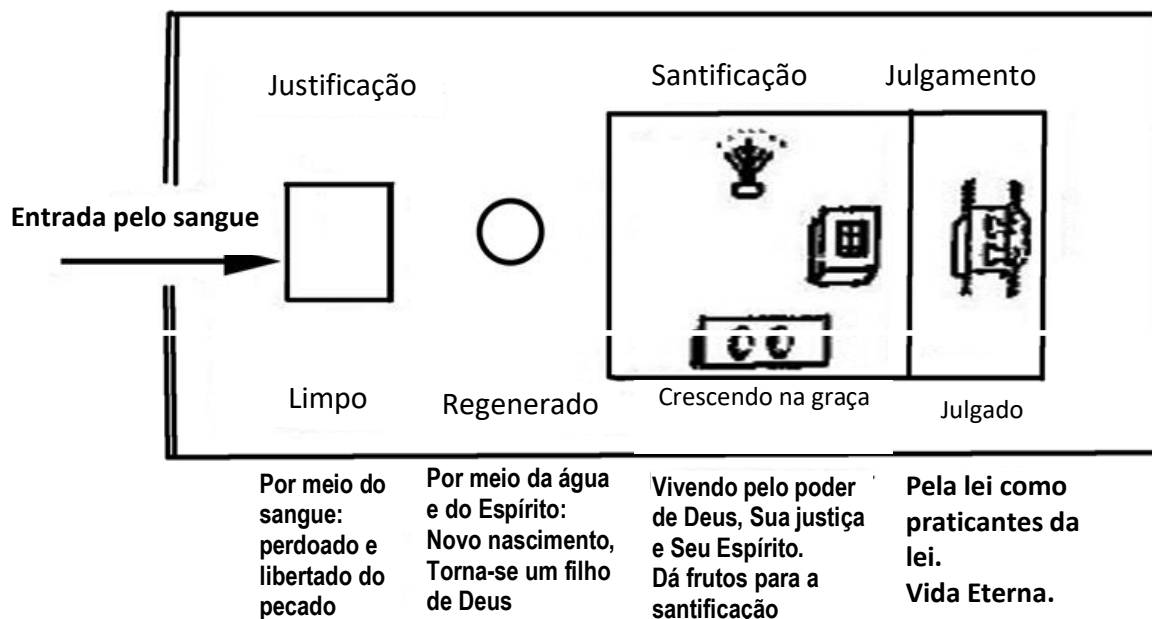 Justificação
Santificação
Julgamento
Entrada pelo sangue
Limpo
Regenerado
Crescendo na graça
Julgado
Por meio do
sangue:
perdoado e
libertado do
pecado
Por meio da água
e do Espírito:
Novo nascimento,
Torna-se um filho
de Deus
Vivendo pelo poder
de Deus, Sua justiça
e Seu Espírito.
Dá frutos para a
santificação
Pela lei como
praticantes da
lei.
Vida Eterna.